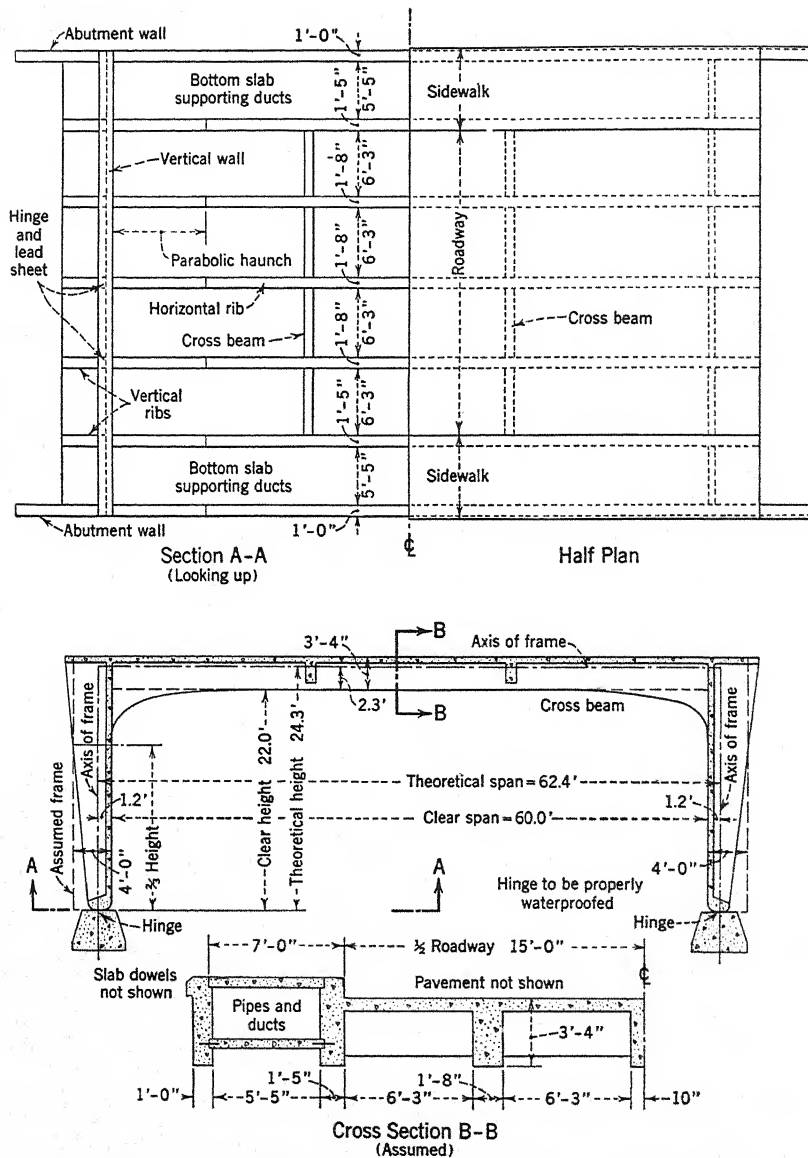 Abutment wall
1'-0"
Bottom slab
supporting ducts
1'-5"
5'-5"
Sidewalk
Vertical wall
1'-8"
6'-3"
Hinge
and
lead
sheet
Parabolic haunch
1'-8"
6'-3"
Roadway
Horizontal rib
Cross beam
1'-8"
6'-3"
Cross beam
Vertical
ribs
1'-5"
6'-3"
Bottom slab
supporting ducts
5'-5"
Sidewalk
Abutment wall
1'-0"
Section A-A
(Looking up)
℄
Half Plan
3'-4"
B
Axis of frame
2.3'
B
Cross beam
Assumed frame
Axis of frame
1.2'
4'-0"
⅔ Height
Clear height 22.0'
Theoretical height 24.3'
Theoretical span = 62.4'
Clear span = 60.0'
Axis of frame
1.2'
4'-0"
A
A
Hinge to be properly
waterproofed
Hinge
Hinge
7'-0"
½ Roadway 15'-0"
℄
Slab dowels
not shown
Pavement not shown
Pipes and
ducts
3'-4"
1'-0"
5'-5"
1'-5"
6'-3"
1'-8"
6'-3"
10"
Cross Section B-B
(Assumed)